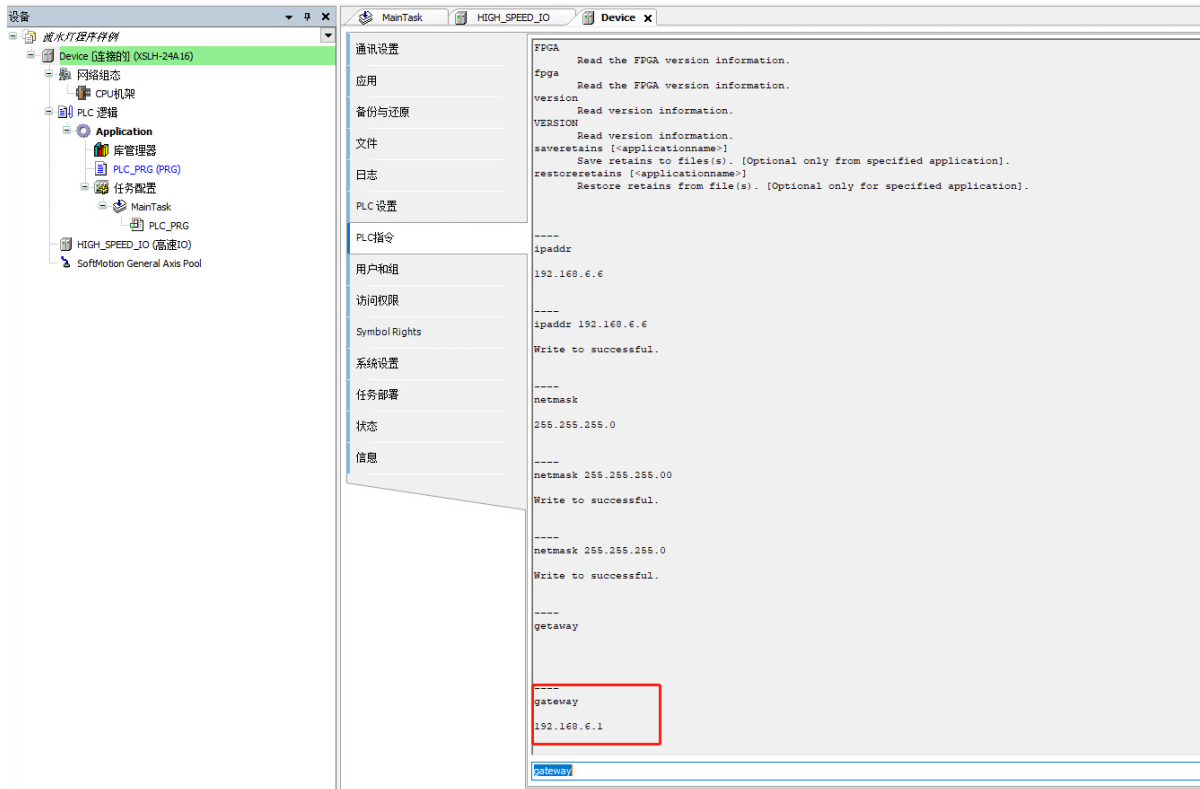 设备
流水灯程序样例
Device [连接的] (XSLH-24A16)
网络组态
CPU机架
PLC 逻辑
Application
库管理器
PLC_PRG (PRG)
任务配置
MainTask
PLC_PRG
HIGH_SPEED_IO (高速IO)
SoftMotion General Axis Pool
MainTask
HIGH_SPEED_IO
Device
通讯设置
应用
备份与还原
文件
日志
PLC 设置
PLC指令
用户和组
访问权限
Symbol Rights
系统设置
任务部署
状态
信息
FPGA
Read the FPGA version information.
fpga
Read the FPGA version information.
version
Read version information.
VERSION
Read version information.
saveretains [<applicationname>]
Save retains to files(s). [Optional only from specified application].
restoreretains [<applicationname>]
Restore retains from file(s). [Optional only for specified application].
----
ipaddr
192.168.6.6
----
ipaddr 192.168.6.6
Write to successful.
----
netmask
255.255.255.0
----
netmask 255.255.255.00
Write to successful.
----
netmask 255.255.255.0
Write to successful.
----
getaway
----
gateway
192.168.6.1
gateway